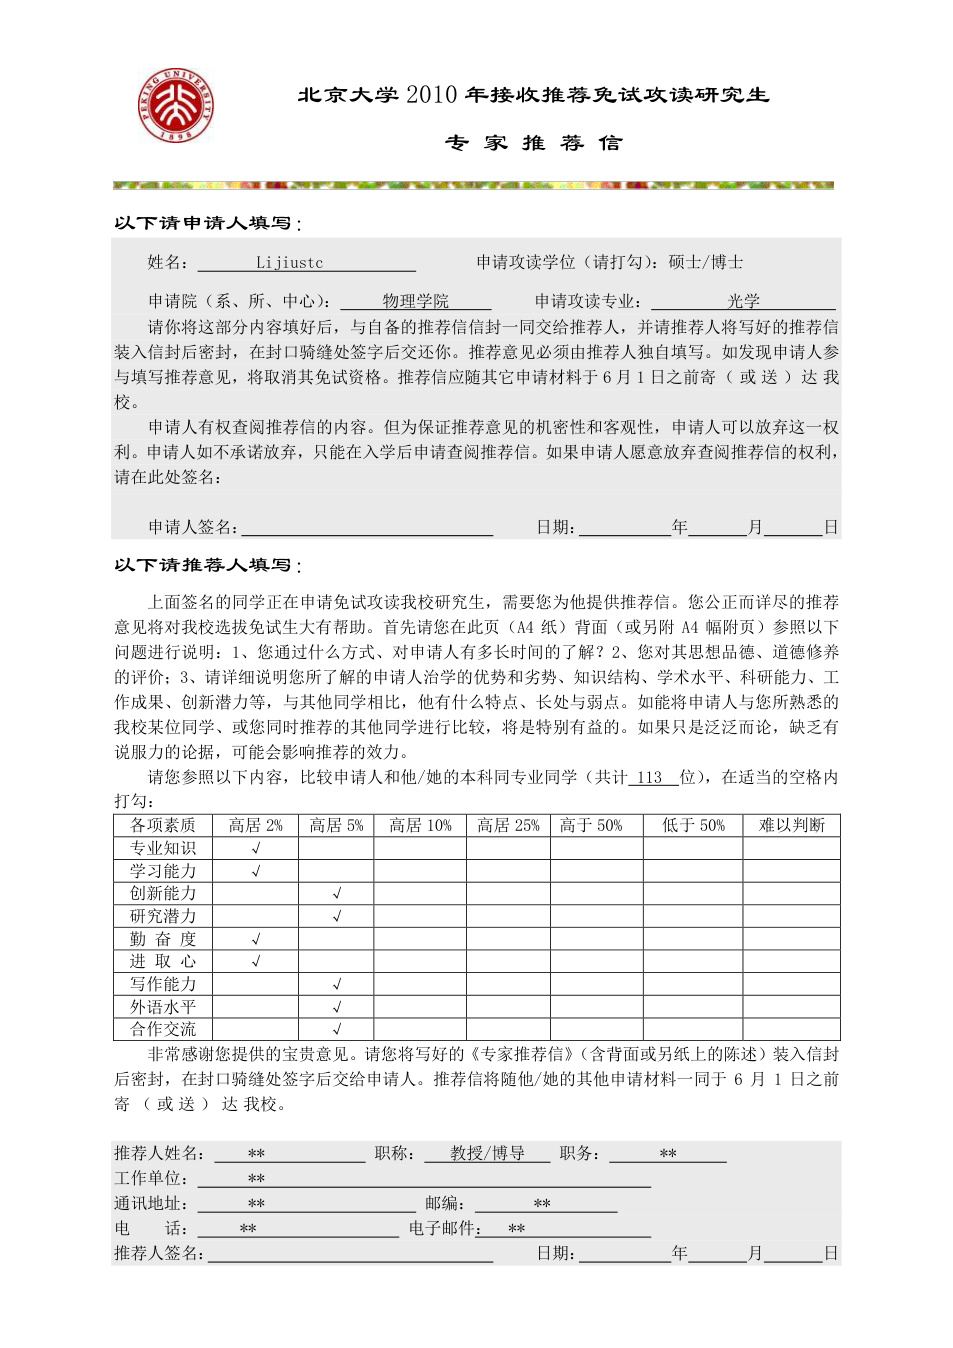 PEKING UNIVERSITY
1898
北京大学 2010 年接收推荐免试攻读研究生
专 家 推 荐 信
以下请申请人填写：
姓名： Lijiustc 申请攻读学位（请打勾）：硕士/博士
申请院（系、所、中心）： 物理学院 申请攻读专业： 光学
请你将这部分内容填好后，与自备的推荐信信封一同交给推荐人，并请推荐人将写好的推荐信
装入信封后密封，在封口骑缝处签字后交还你。推荐意见必须由推荐人独自填写。如发现申请人参
与填写推荐意见，将取消其免试资格。推荐信应随其它申请材料于 6 月 1 日之前寄（ 或 送 ）达 我
校。
申请人有权查阅推荐信的内容。但为保证推荐意见的机密性和客观性，申请人可以放弃这一权
利。申请人如不承诺放弃，只能在入学后申请查阅推荐信。如果申请人愿意放弃查阅推荐信的权利，
请在此处签名：
申请人签名： 日期： 年 月 日
以下请推荐人填写：
上面签名的同学正在申请免试攻读我校研究生，需要您为他提供推荐信。您公正而详尽的推荐
意见将对我校选拔免试生大有帮助。首先请您在此页（A4 纸）背面（或另附 A4 幅附页）参照以下
问题进行说明：1、您通过什么方式、对申请人有多长时间的了解？2、您对其思想品德、道德修养
的评价；3、请详细说明您所了解的申请人治学的优势和劣势、知识结构、学术水平、科研能力、工
作成果、创新潜力等，与其他同学相比，他有什么特点、长处与弱点。如能将申请人与您所熟悉的
我校某位同学、或您同时推荐的其他同学进行比较，将是特别有益的。如果只是泛泛而论，缺乏有
说服力的论据，可能会影响推荐的效力。
请您参照以下内容，比较申请人和他/她的本科同专业同学（共计 113 位），在适当的空格内
打勾：
各项素质 高居 2% 高居 5% 高居 10% 高居 25% 高于 50% 低于 50% 难以判断
专业知识 √
学习能力 √
创新能力 √
研究潜力 √
勤 奋 度 √
进 取 心 √
写作能力 √
外语水平 √
合作交流 √
非常感谢您提供的宝贵意见。请您将写好的《专家推荐信》（含背面或另纸上的陈述）装入信封
后密封，在封口骑缝处签字后交给申请人。推荐信将随他/她的其他申请材料一同于 6 月 1 日之前
寄 （ 或 送 ） 达 我校。
推荐人姓名： ** 职称： 教授/博导 职务： **
工作单位： **
通讯地址： ** 邮编： **
电 话： ** 电子邮件： **
推荐人签名： 日期： 年 月 日